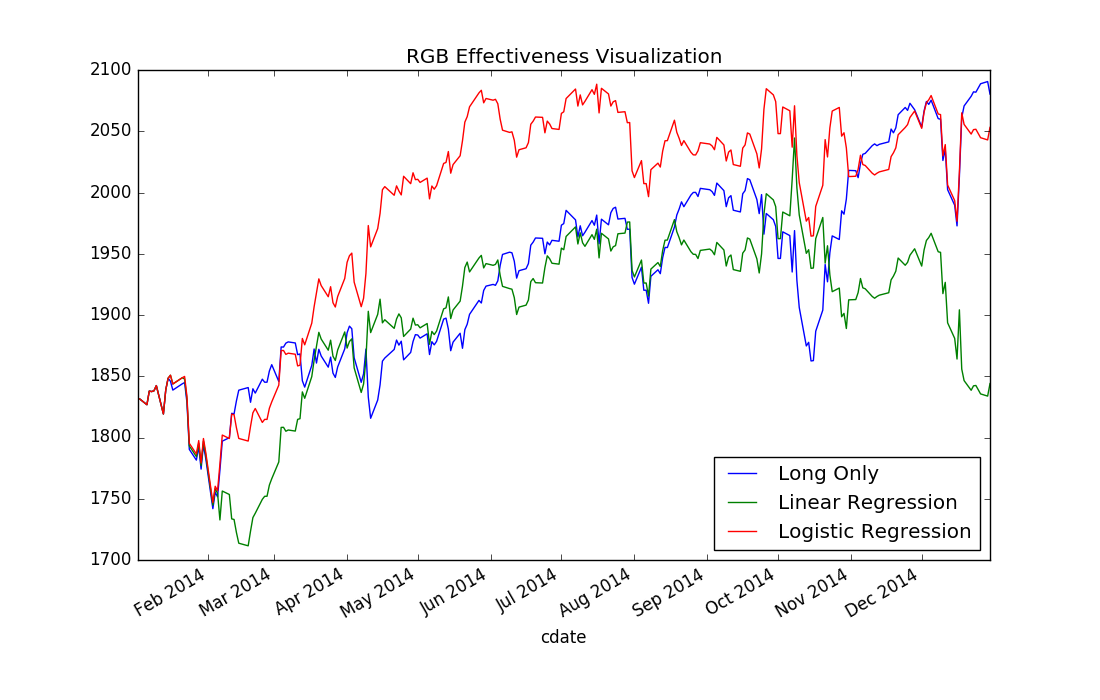 RGB Effectiveness Visualization
2100
2050
2000
1950
1900
1850
1800
1750
1700
Long Only
Linear Regression
Logistic Regression
Feb 2014
Mar 2014
Apr 2014
May 2014
Jun 2014
Jul 2014
Aug 2014
Sep 2014
Oct 2014
Nov 2014
Dec 2014
cdate